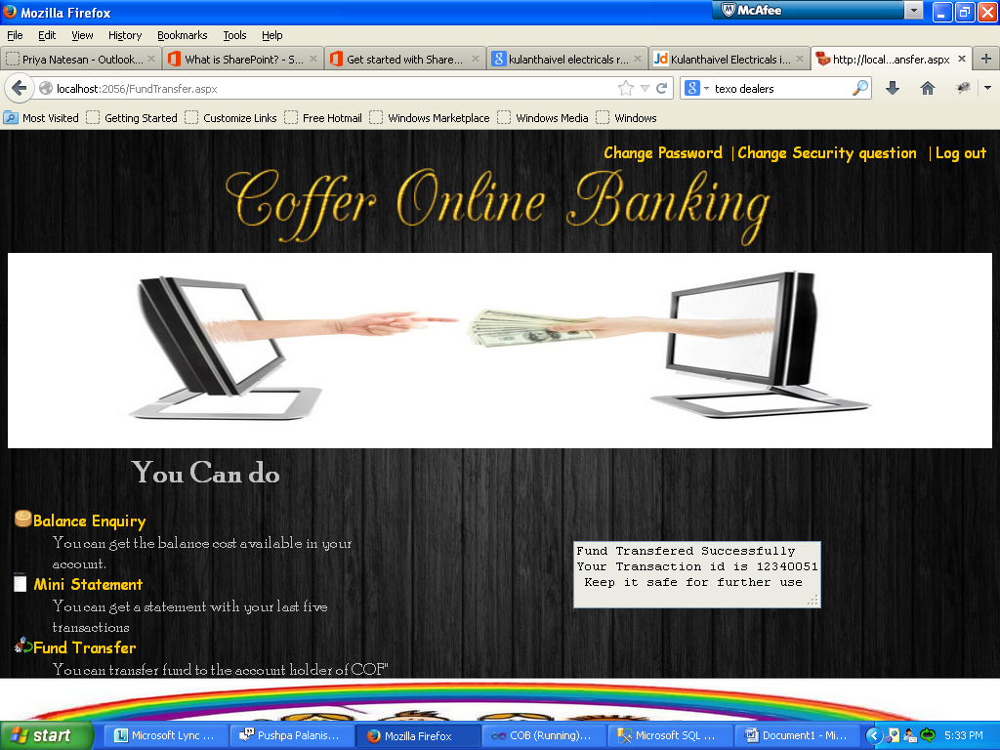 Mozilla Firefox
McAfee
File Edit View History Bookmarks Tools Help
Priya Natesan - Outlook... What is SharePoint? - S... Get started with Share... kulanthaivel electricals r... Kulanthaivel Electricals i... http://local...ansfer.aspx
localhost:2056/FundTransfer.aspx texo dealers
Most Visited Getting Started Customize Links Free Hotmail Windows Marketplace Windows Media Windows
Change Password |Change Security question |Log out
Coffer Online Banking
You Can do
Balance Enquiry
You can get the balance cost available in your
account.
Mini Statement
You can get a statement with your last five
transactions
Fund Transfer
You can transfer fund to the account holder of COF"
Fund Transfered Successfully
Your Transaction id is 12340051
Keep it safe for further use
start Microsoft Lync ... Pushpa Palanis... Mozilla Firefox COB (Running)... Microsoft SQL ... Document1 - Mi... 5:33 PM